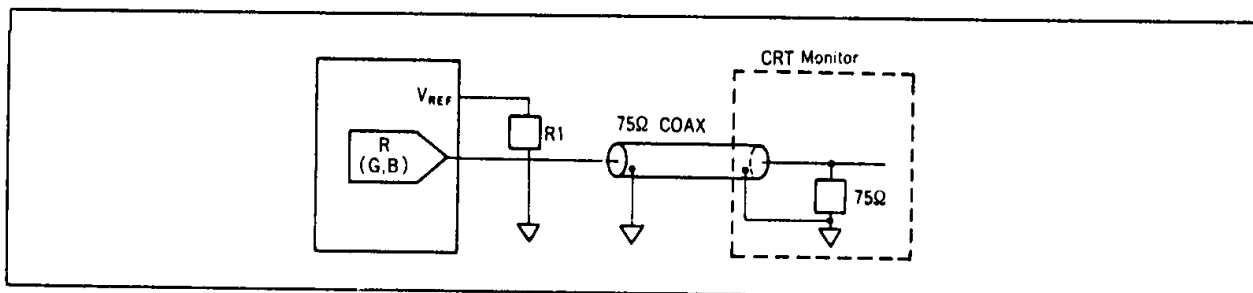 CRT Monitor
VREF
R1
75Ω COAX
R
(G,B)
75Ω